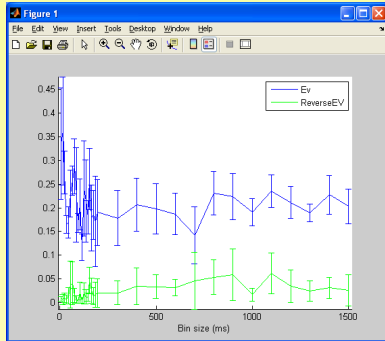 Figure 1
File Edit View Insert Tools Desktop Window Help
Ev
ReverseEV
0.45
0.4
0.35
0.3
0.25
0.2
0.15
0.1
0.05
0
0 500 1000 1500
Bin size (ms)